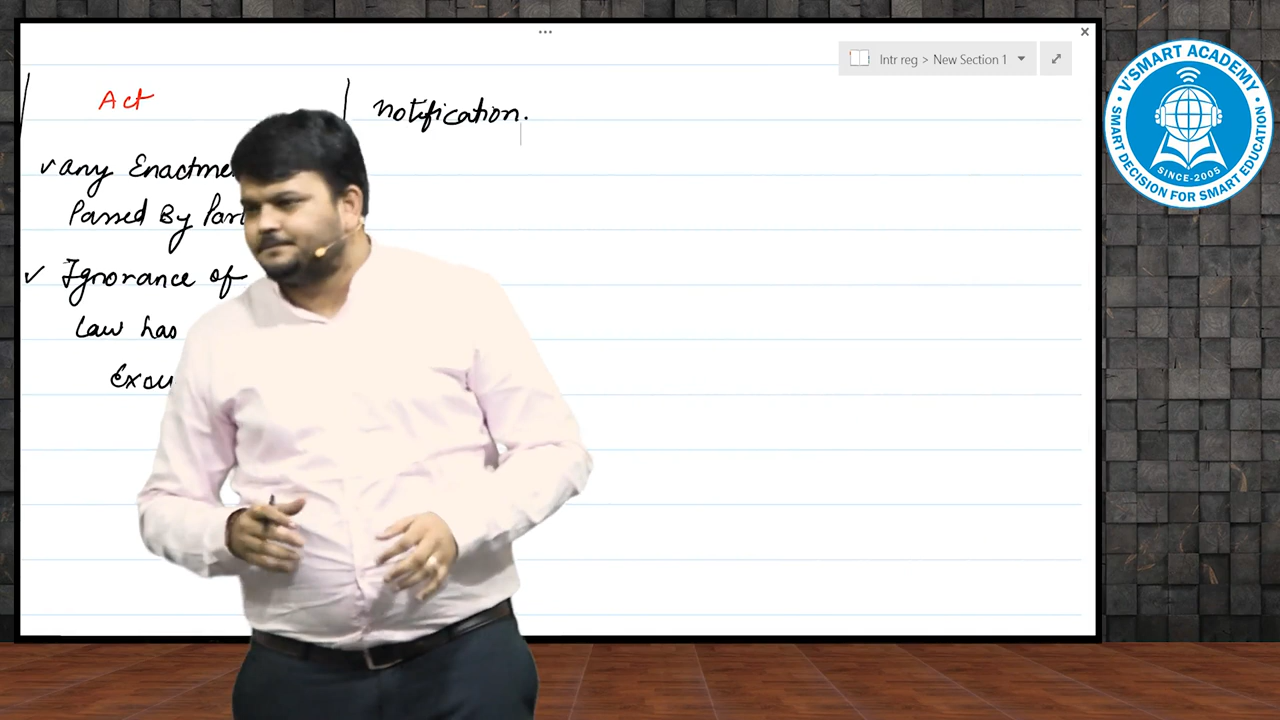 ...
Intr reg > New Section 1
Act
notification.
✓ any Enactme
Passed By Parl
✓ Ignorance of
Law has
Excu
V'SMART ACADEMY
SINCE-2005
SMART DECISION FOR SMART EDUCATION